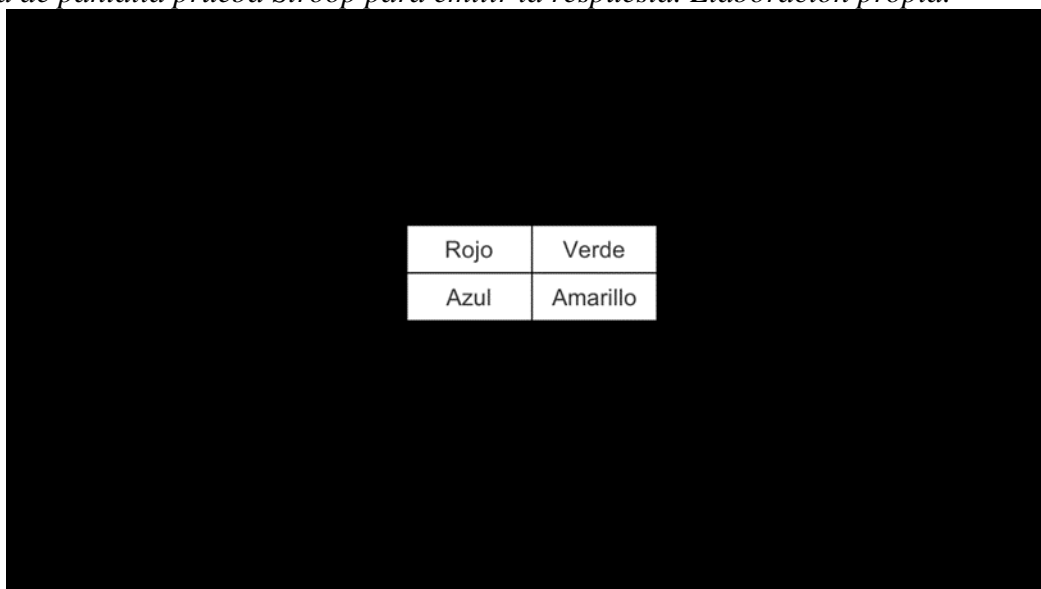 de pantalla prueba Stroop para emitir la respuesta. Elaboración propia.
Rojo Verde
Azul Amarillo